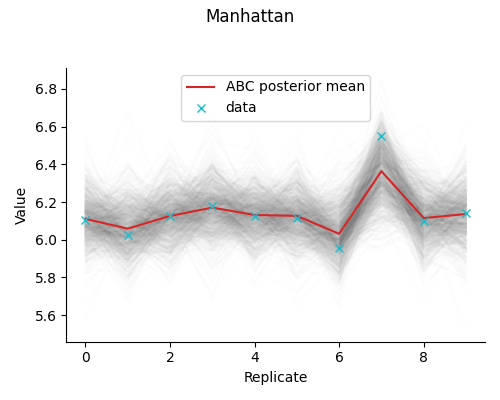 Manhattan
ABC posterior mean
data
6.8
6.6
6.4
6.2
6.0
5.8
5.6
Value
0
2
4
6
8
Replicate